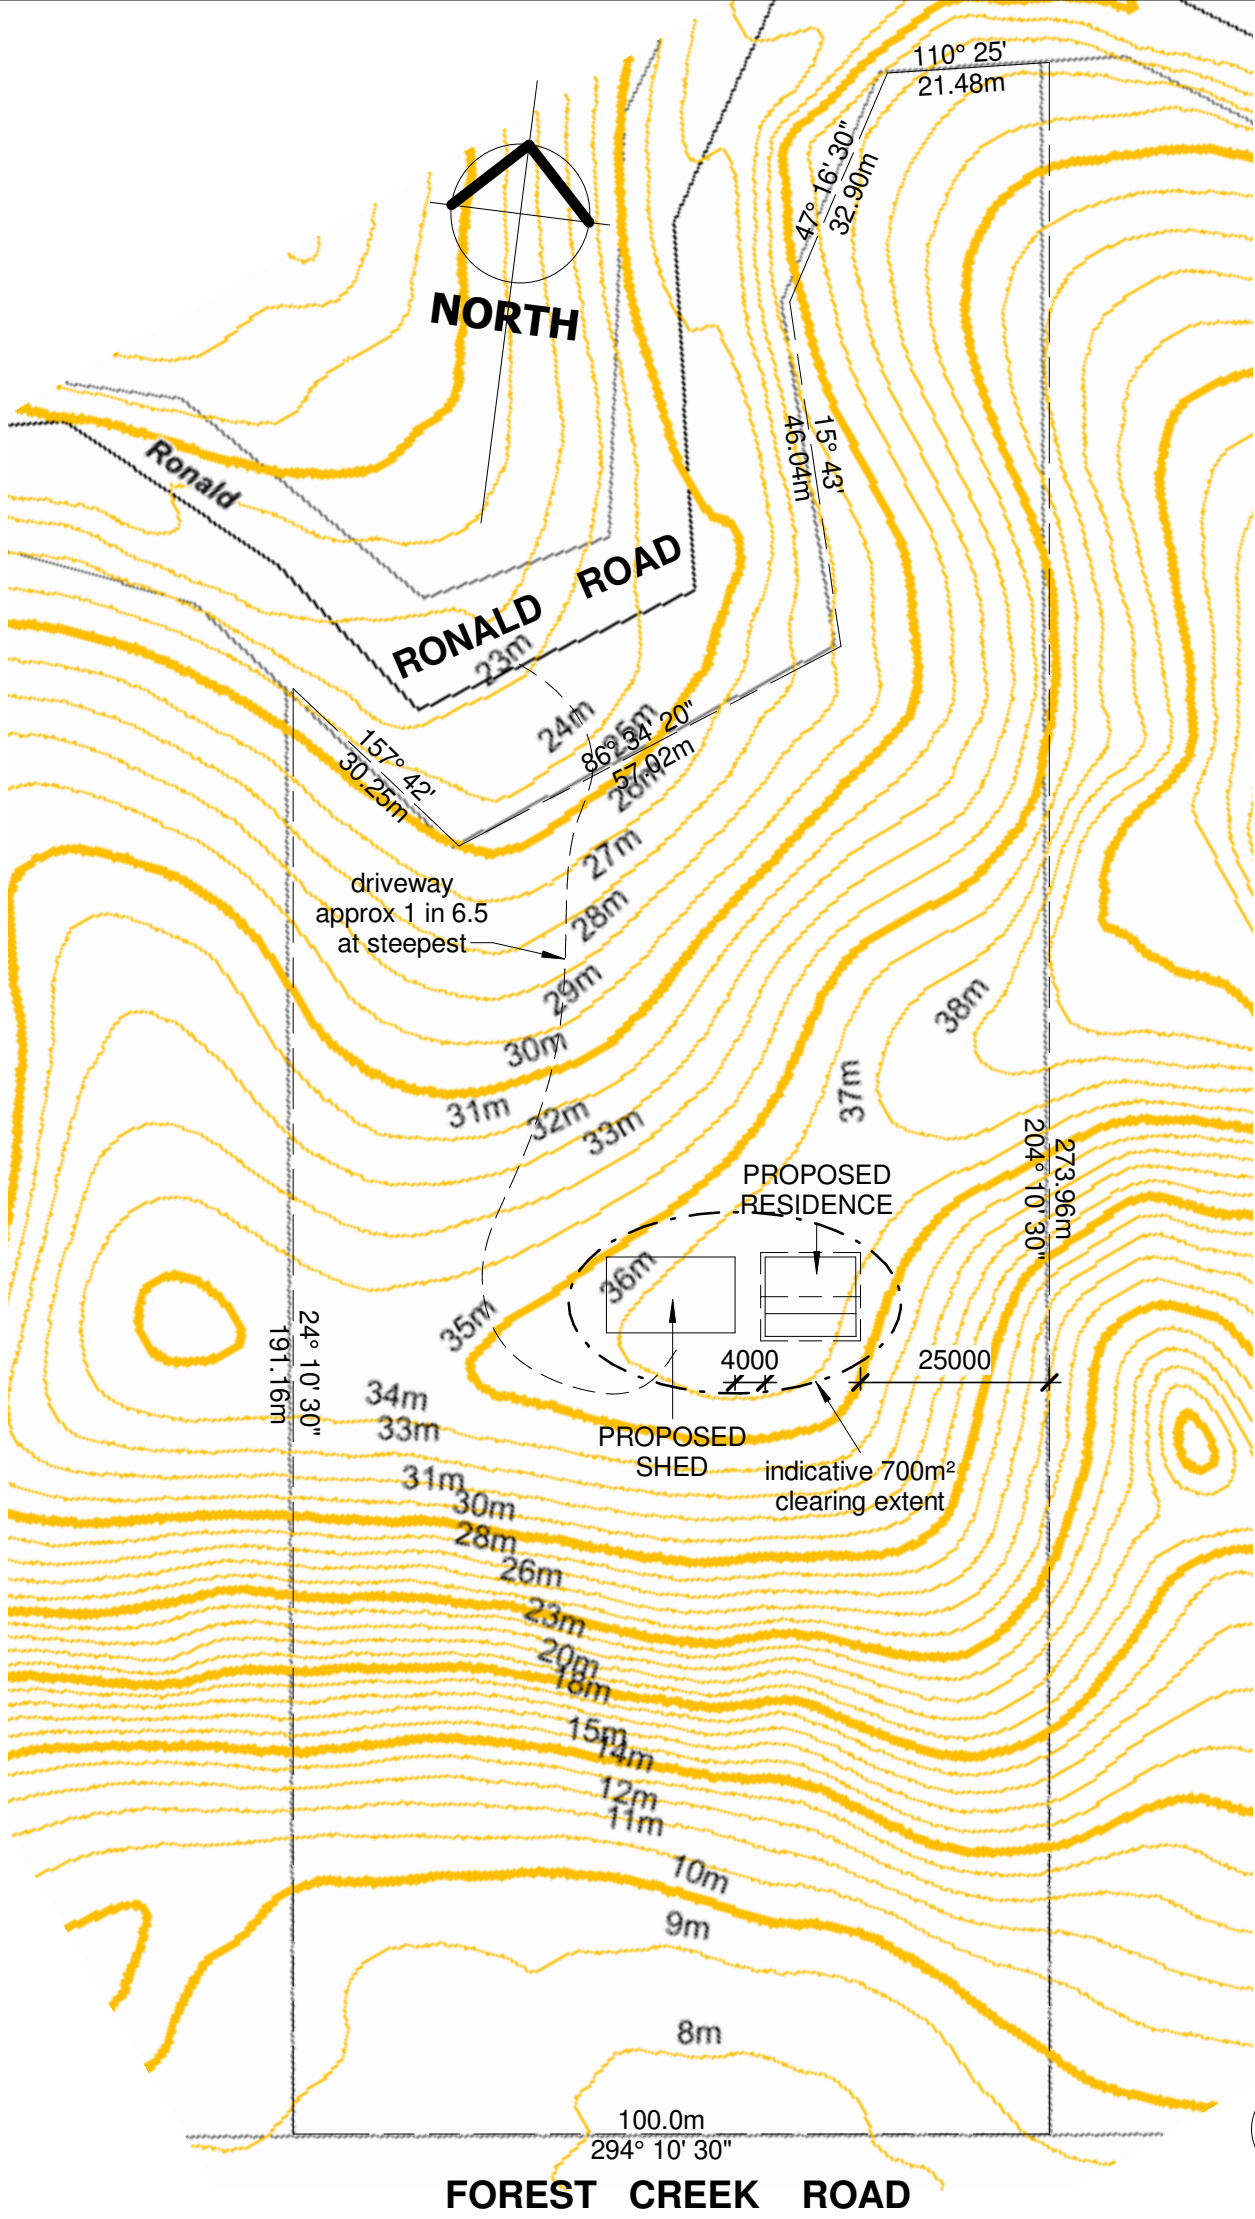 110° 25'
21.48m
47° 16' 30"
32.90m
NORTH
15° 43'
46.04m
Ronald
RONALD ROAD
23m
24m
25m
86° 34' 20"
57.02m
26m
157° 42'
30.25m
27m
driveway
approx 1 in 6.5
at steepest
28m
29m
38m
30m
37m
31m
32m
33m
273.96m
204° 10' 30"
PROPOSED
RESIDENCE
36m
35m
24° 10' 30"
191.16m
4000
25000
34m
33m
PROPOSED
SHED
indicative 700m²
clearing extent
31m
30m
28m
26m
23m
20m
18m
15m
14m
12m
11m
10m
9m
8m
100.0m
294° 10' 30"
FOREST CREEK ROAD